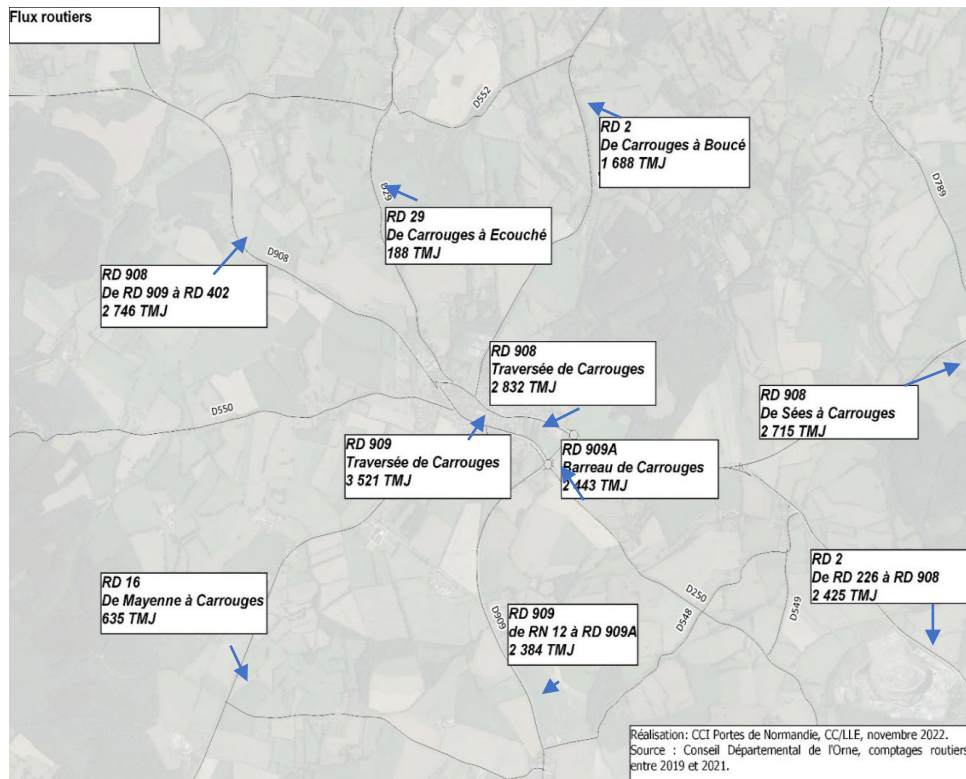 Flux routiers
D552
RD 2
De Carrouges à Boucé
1 688 TMJ
D789
D29
RD 29
De Carrouges à Ecouché
188 TMJ
D908
RD 908
De RD 909 à RD 402
2 746 TMJ
RD 908
Traversée de Carrouges
2 832 TMJ
D550
RD 908
De Sées à Carrouges
2 715 TMJ
RD 909
Traversée de Carrouges
3 521 TMJ
RD 909A
Barreau de Carrouges
2 443 TMJ
RD 2
De RD 226 à RD 908
2 425 TMJ
RD 16
De Mayenne à Carrouges
635 TMJ
D909
RD 909
de RN 12 à RD 909A
2 384 TMJ
D250
D548
D549
Réalisation: CCI Portes de Normandie, CC/LLE, novembre 2022.
Source : Conseil Départemental de l'Orne, comptages routiers
entre 2019 et 2021.